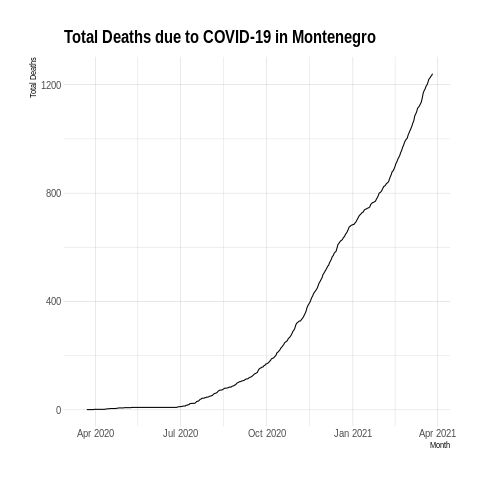 Total Deaths due to COVID-19 in Montenegro
Total Deaths
1200
800
400
0
Apr 2020 Jul 2020 Oct 2020 Jan 2021 Apr 2021
Month